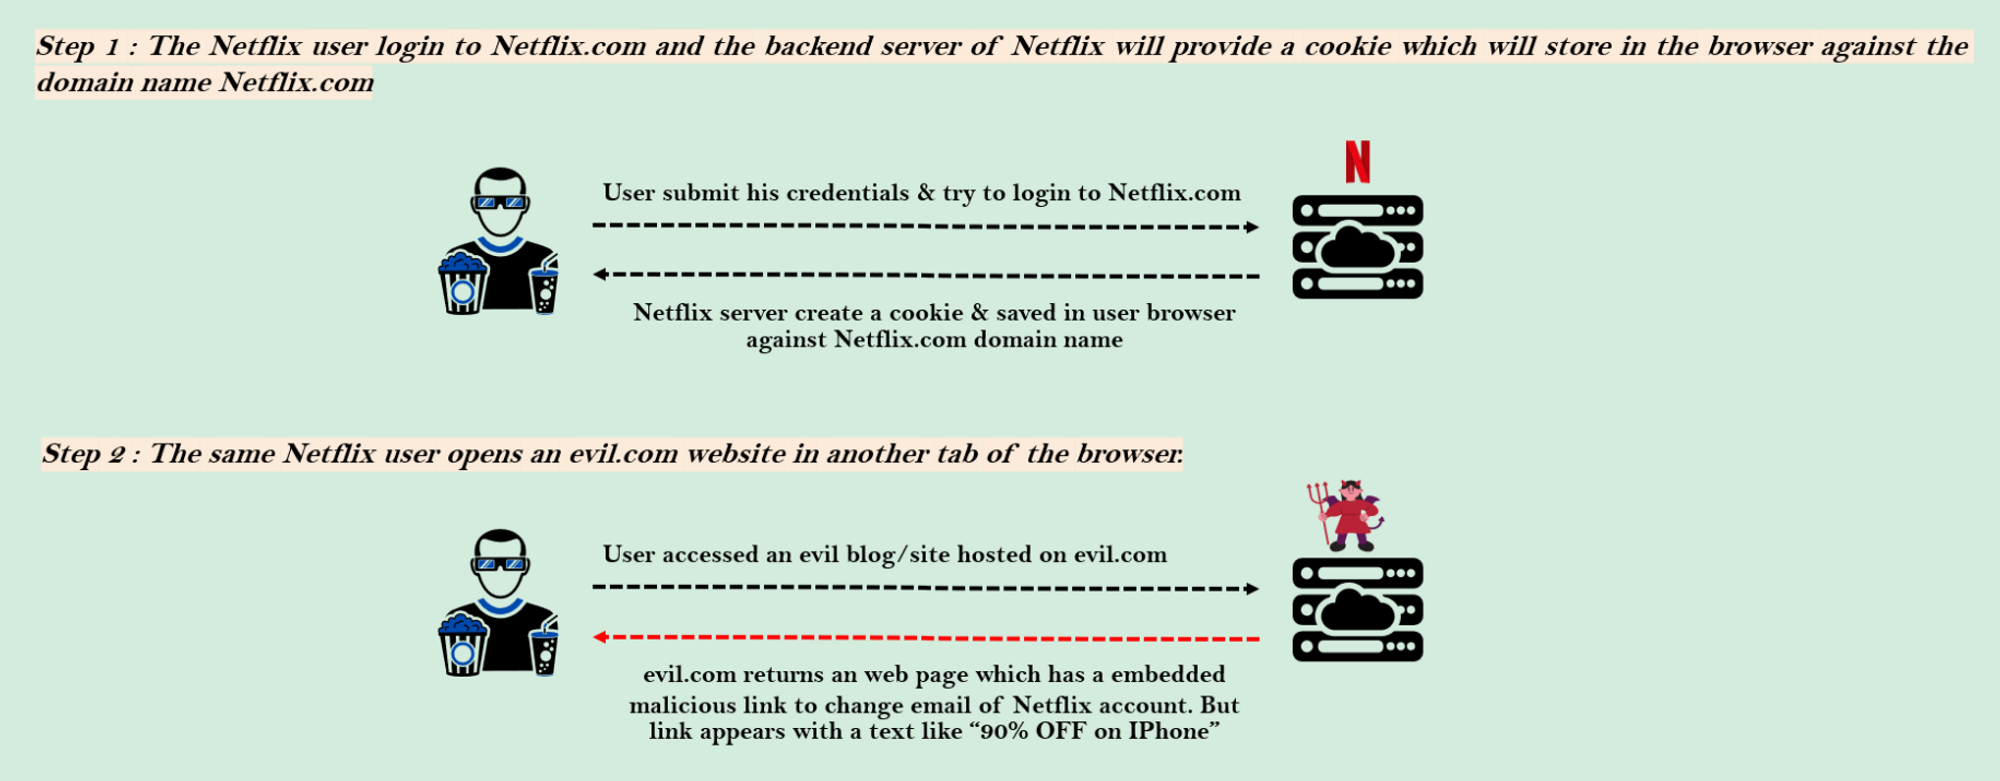 Step 1 : The Netflix user login to Netflix.com and the backend server of Netflix will provide a cookie which will store in the browser against the
domain name Netflix.com
N
User submit his credentials & try to login to Netflix.com
Netflix server create a cookie & saved in user browser
against Netflix.com domain name
Step 2 : The same Netflix user opens an evil.com website in another tab of the browser.
User accessed an evil blog/site hosted on evil.com
evil.com returns an web page which has a embedded
malicious link to change email of Netflix account. But
link appears with a text like “90% OFF on IPhone”